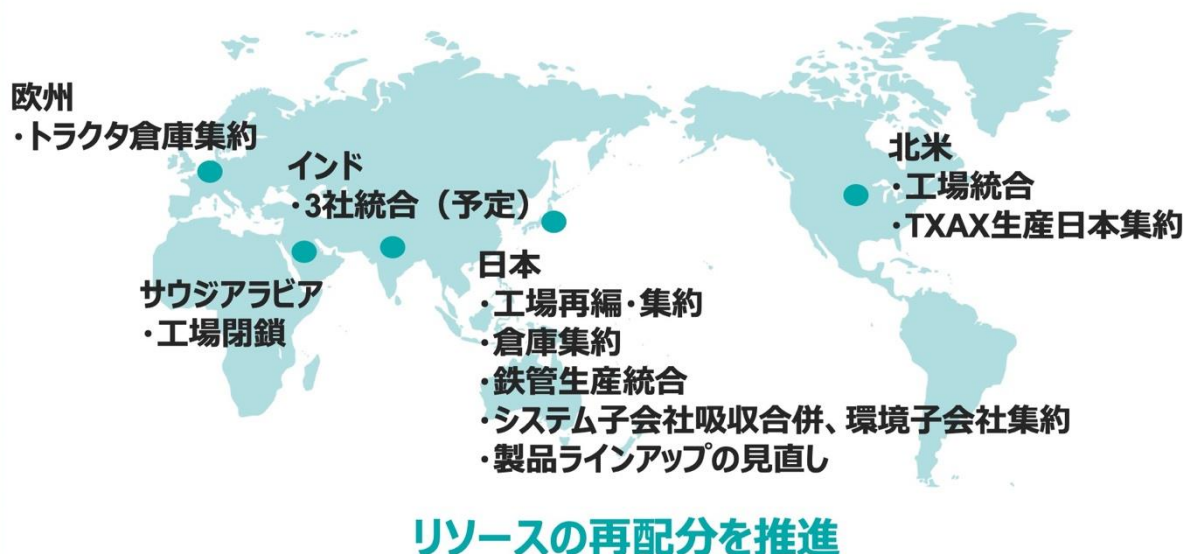 欧州
・トラクタ倉庫集約
インド
・3社統合（予定）
サウジアラビア
・工場閉鎖
日本
・工場再編・集約
・倉庫集約
・鉄管生産統合
・システム子会社吸収合併、環境子会社集約
・製品ラインアップの見直し
北米
・工場統合
・TXAX生産日本集約
リソースの再配分を推進